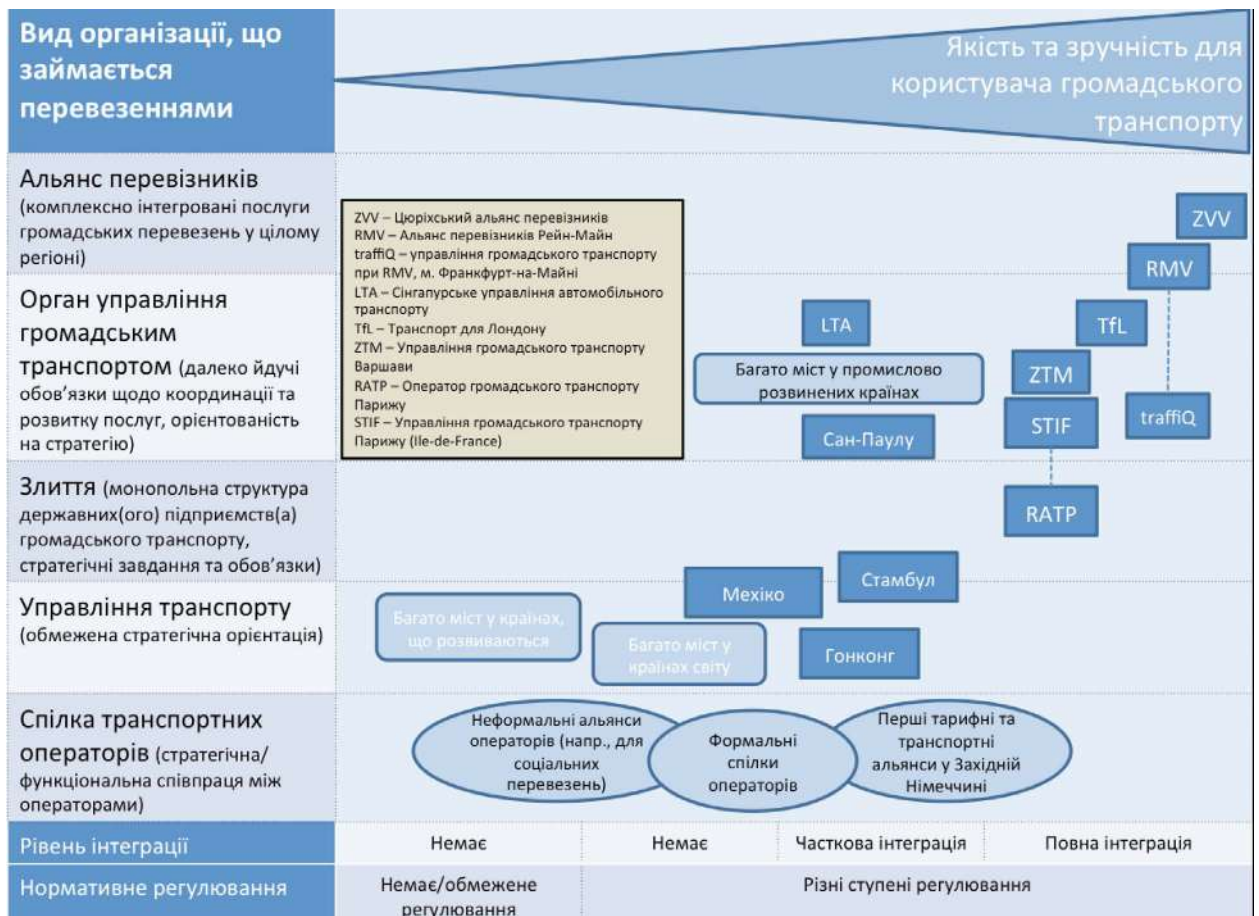 Вид організації, що
займається
перевезеннями
Якість та зручність для
користувача громадського
транспорту
Альянс перевізників
(комплексно інтегровані послуги
громадських перевезень у цілому
регіоні)
ZVV – Цюріхський альянс перевізників
RMV – Альянс перевізників Рейн-Майн
traffiQ – управління громадського транспорту
при RMV, м. Франкфурт-на-Майні
LTA – Сінгапурське управління автомобільного
транспорту
TfL – Транспорт для Лондону
ZTM – Управління громадського транспорту
Варшави
RATP – Оператор громадського транспорту
Парижу
STIF – Управління громадського транспорту
Парижу (Ile-de-France)
ZVV
RMV
Орган управління
громадським
транспортом (далеко йдучі
обов’язки щодо координації та
розвитку послуг, орієнтованість
на стратегію)
LTA
TfL
Багато міст у промислово
розвинених країнах
ZTM
Сан-Паулу
STIF
traffiQ
Злиття (монопольна структура
державних(ого) підприємств(а)
громадського транспорту,
стратегічні завдання та обов’язки)
RATP
Стамбул
Мехіко
Управління транспорту
(обмежена стратегічна орієнтація)
Багато міст у країнах,
що розвиваються
Багато міст у
країнах світу
Гонконг
Спілка транспортних
операторів (стратегічна/
функціональна співпраця між
операторами)
Неформальні альянси
операторів (напр., для
соціальних
перевезень)
Формальні
спілки
операторів
Перші тарифні та
транспортні
альянси у Західній
Німеччині
Рівень інтеграції
Немає
Немає
Часткова інтеграція
Повна інтеграція
Нормативне регулювання
Немає/обмежене
регулювання
Різні ступені регулювання